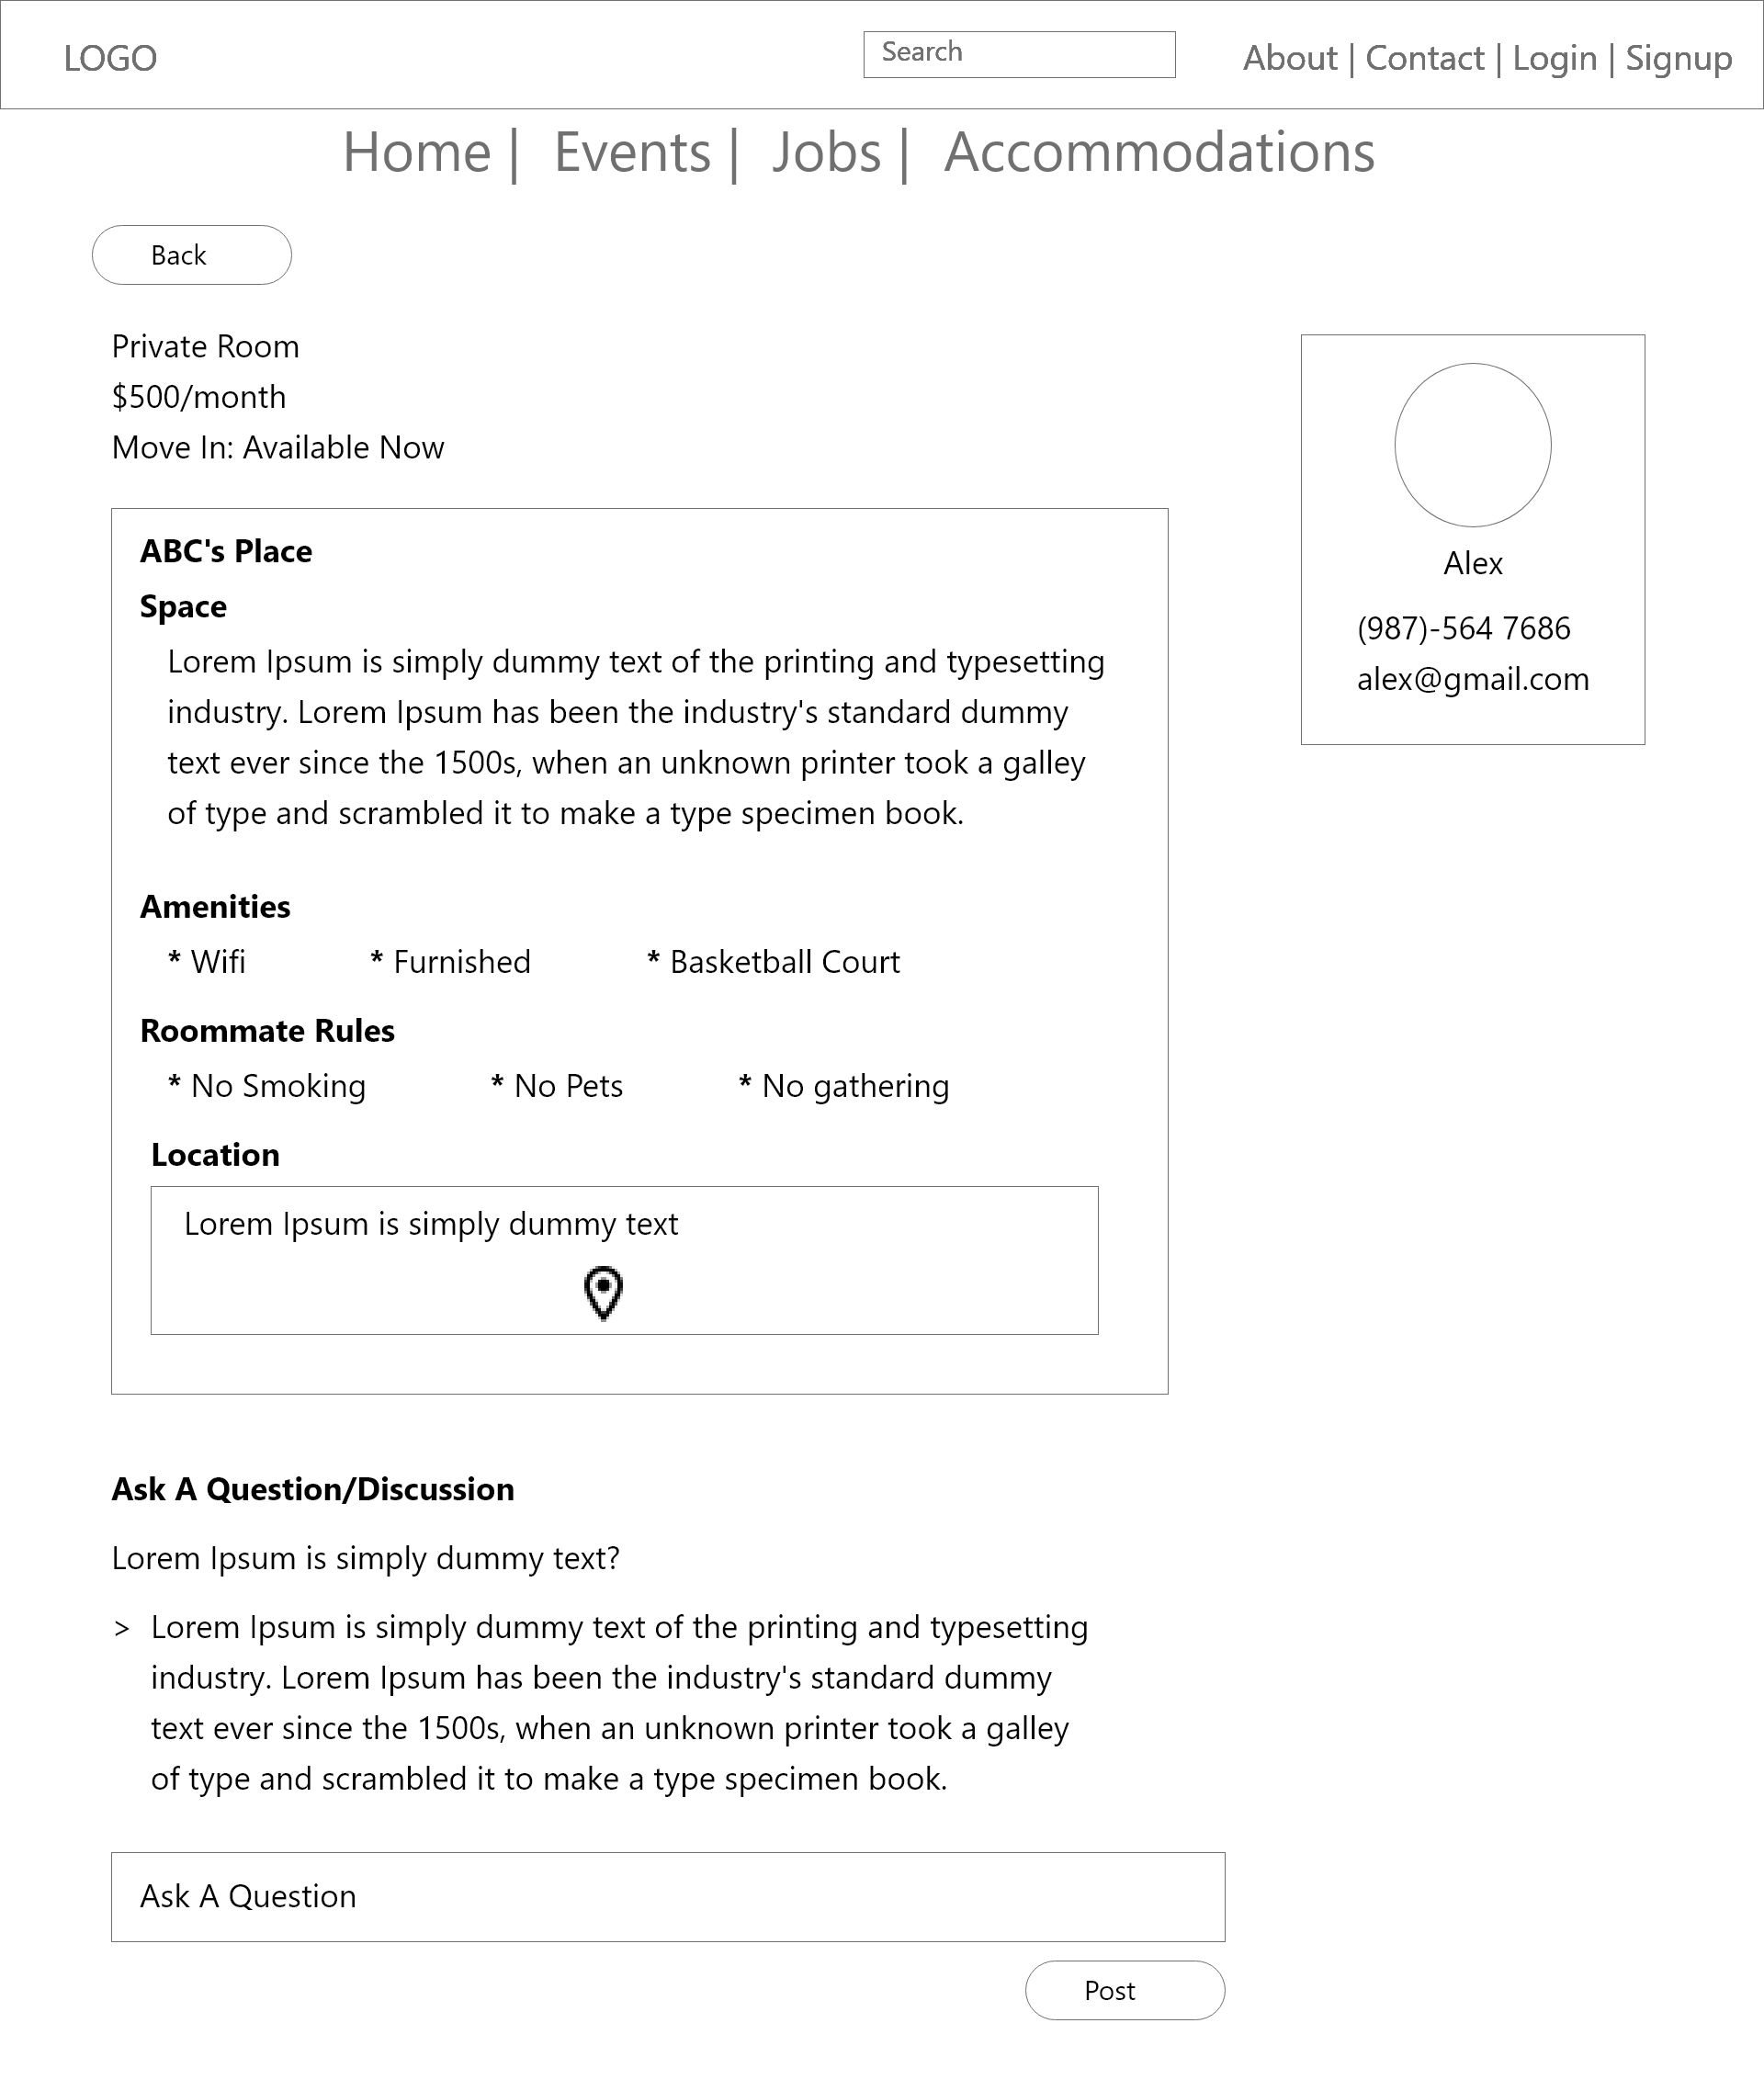 LOGO
Search
About | Contact | Login | Signup
Home | Events | Jobs | Accommodations
Back
Private Room
$500/month
Move In: Available Now
ABC's Place
Space
Lorem Ipsum is simply dummy text of the printing and typesetting
industry. Lorem Ipsum has been the industry's standard dummy
text ever since the 1500s, when an unknown printer took a galley
of type and scrambled it to make a type specimen book.
Amenities
* Wifi * Furnished * Basketball Court
Roommate Rules
* No Smoking * No Pets * No gathering
Location
Lorem Ipsum is simply dummy text
Alex
(987)-564 7686
alex@gmail.com
Ask A Question/Discussion
Lorem Ipsum is simply dummy text?
> Lorem Ipsum is simply dummy text of the printing and typesetting
industry. Lorem Ipsum has been the industry's standard dummy
text ever since the 1500s, when an unknown printer took a galley
of type and scrambled it to make a type specimen book.
Ask A Question
Post